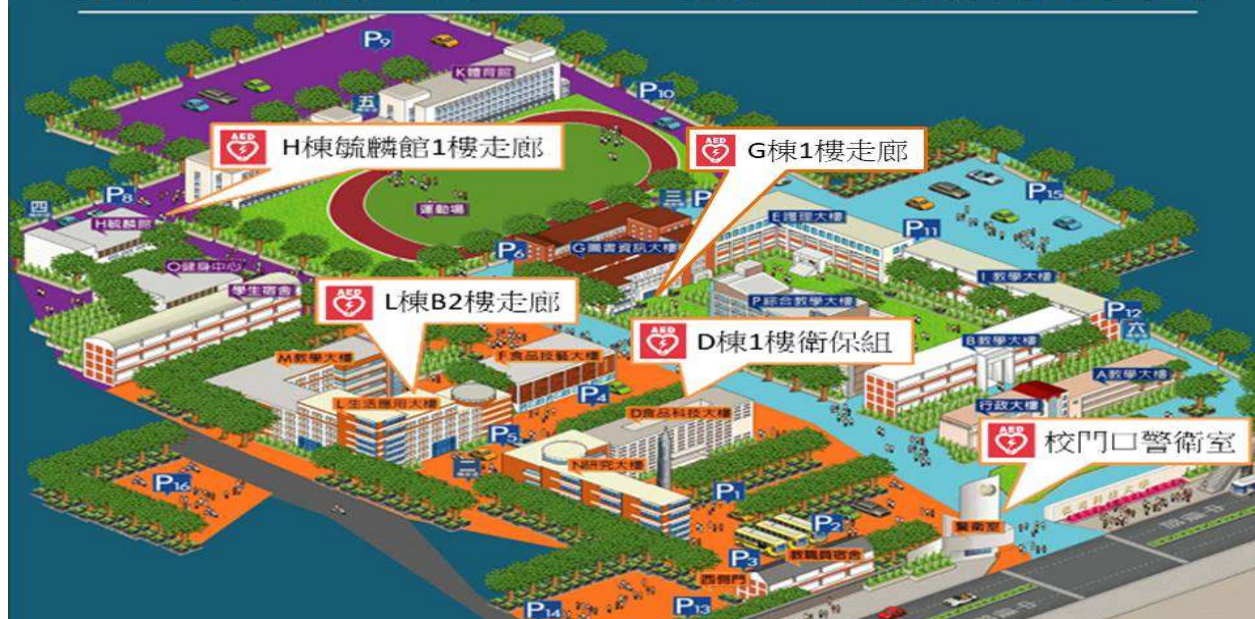 P9
K體育館
P10
五
AED
H棟毓麟館1樓走廊
AED
G棟1樓走廊
四
P8
三
P
P15
運動場
E護理大樓
H毓麟館
P6
G圖書資訊大樓
P11
O健身中心
I教學大樓
學生宿舍
AED
L棟B2樓走廊
P綜合教學大樓
P12
六
AED
D棟1樓衛保組
B教學大樓
M教學大樓
F食品技藝大樓
A教學大樓
P4
行政大樓
L生活應用大樓
D食品科技大樓
P5
AED
校門口警衛室
二
N研究大樓
P16
P1
P2
警衛室
P3
教職員宿舍
西側門
P14
P13